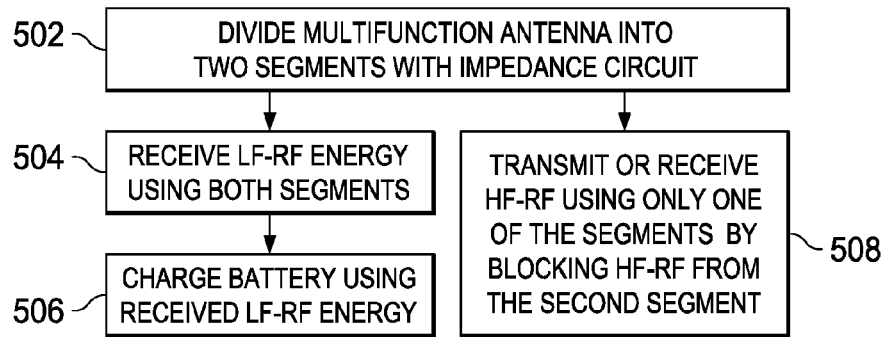 502
DIVIDE MULTIFUNCTION ANTENNA INTO
TWO SEGMENTS WITH IMPEDANCE CIRCUIT
504
RECEIVE LF-RF ENERGY
USING BOTH SEGMENTS
506
CHARGE BATTERY USING
RECEIVED LF-RF ENERGY
TRANSMIT OR RECEIVE
HF-RF USING ONLY ONE
OF THE SEGMENTS BY
BLOCKING HF-RF FROM
THE SECOND SEGMENT
508